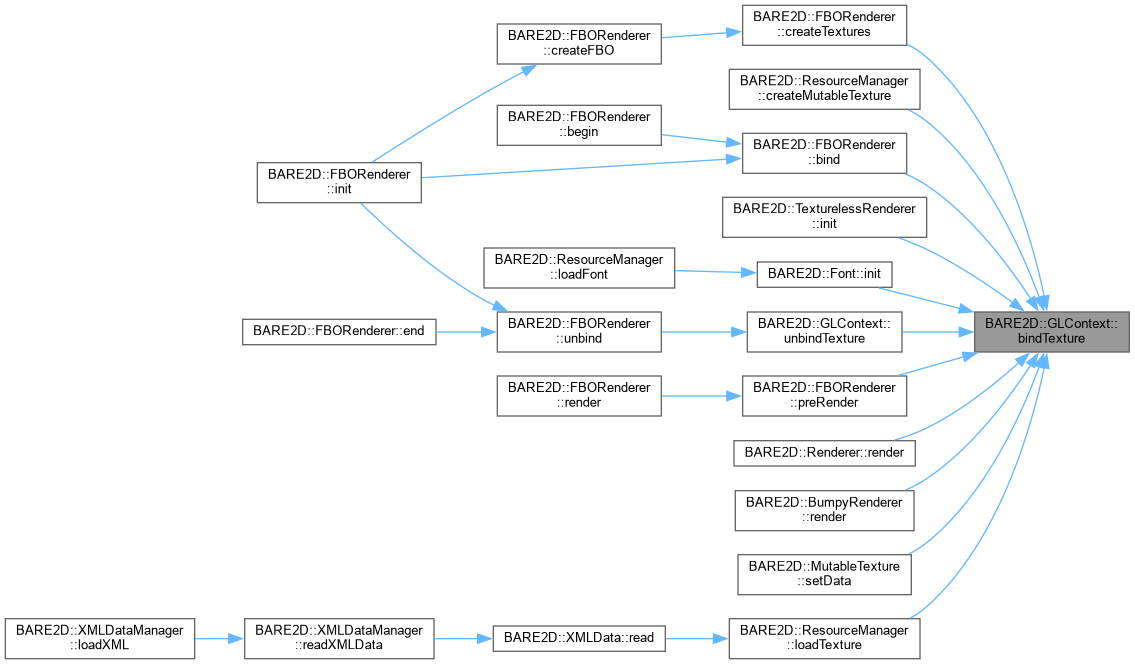 BARE2D::FBORenderer
::createTextures
BARE2D::FBORenderer
::createFBO
BARE2D::ResourceManager
::createMutableTexture
BARE2D::FBORenderer
::begin
BARE2D::FBORenderer
::bind
BARE2D::FBORenderer
::init
BARE2D::TexturelessRenderer
::init
BARE2D::ResourceManager
::loadFont
BARE2D::Font::init
BARE2D::FBORenderer::end
BARE2D::FBORenderer
::unbind
BARE2D::GLContext::
unbindTexture
BARE2D::GLContext::
bindTexture
BARE2D::FBORenderer
::render
BARE2D::FBORenderer
::preRender
BARE2D::Renderer::render
BARE2D::BumpyRenderer
::render
BARE2D::MutableTexture
::setData
BARE2D::XMLDataManager
::loadXML
BARE2D::XMLDataManager
::readXMLData
BARE2D::XMLData::read
BARE2D::ResourceManager
::loadTexture